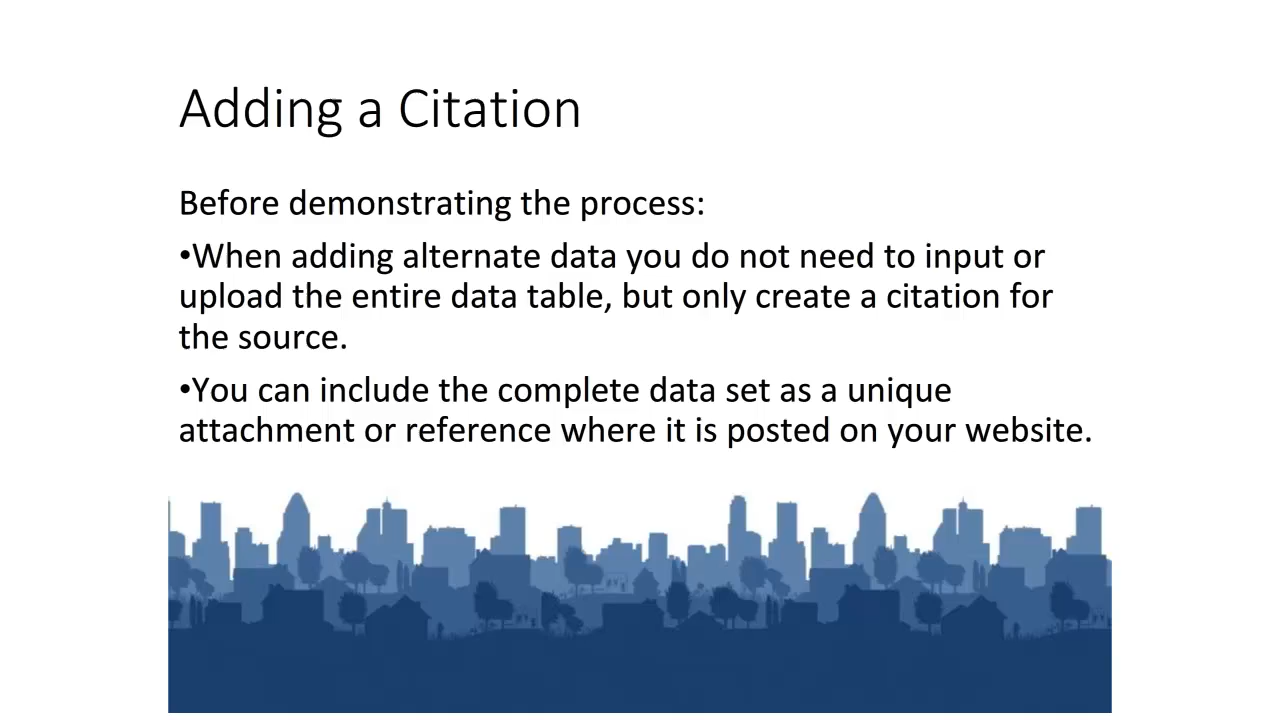 Adding a Citation
Before demonstrating the process:
•When adding alternate data you do not need to input or
upload the entire data table, but only create a citation for
the source.
•You can include the complete data set as a unique
attachment or reference where it is posted on your website.